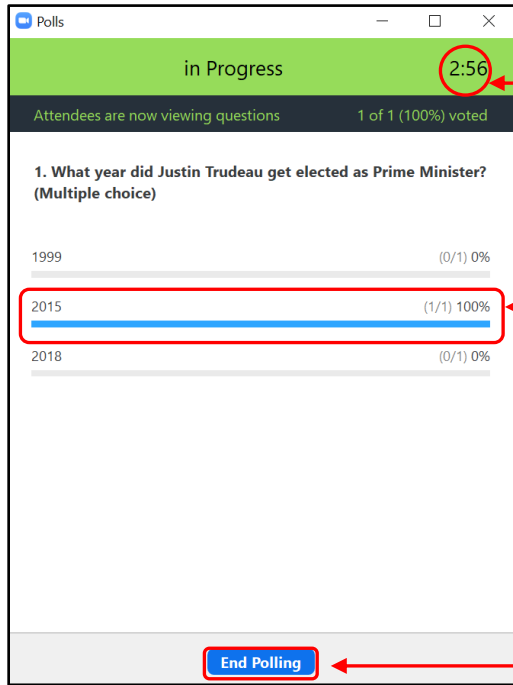 Polls
in Progress 2:56
Attendees are now viewing questions 1 of 1 (100%) voted
1. What year did Justin Trudeau get elected as Prime Minister?
(Multiple choice)
1999 (0/1) 0%
2015 (1/1) 100%
2018 (0/1) 0%
End Polling